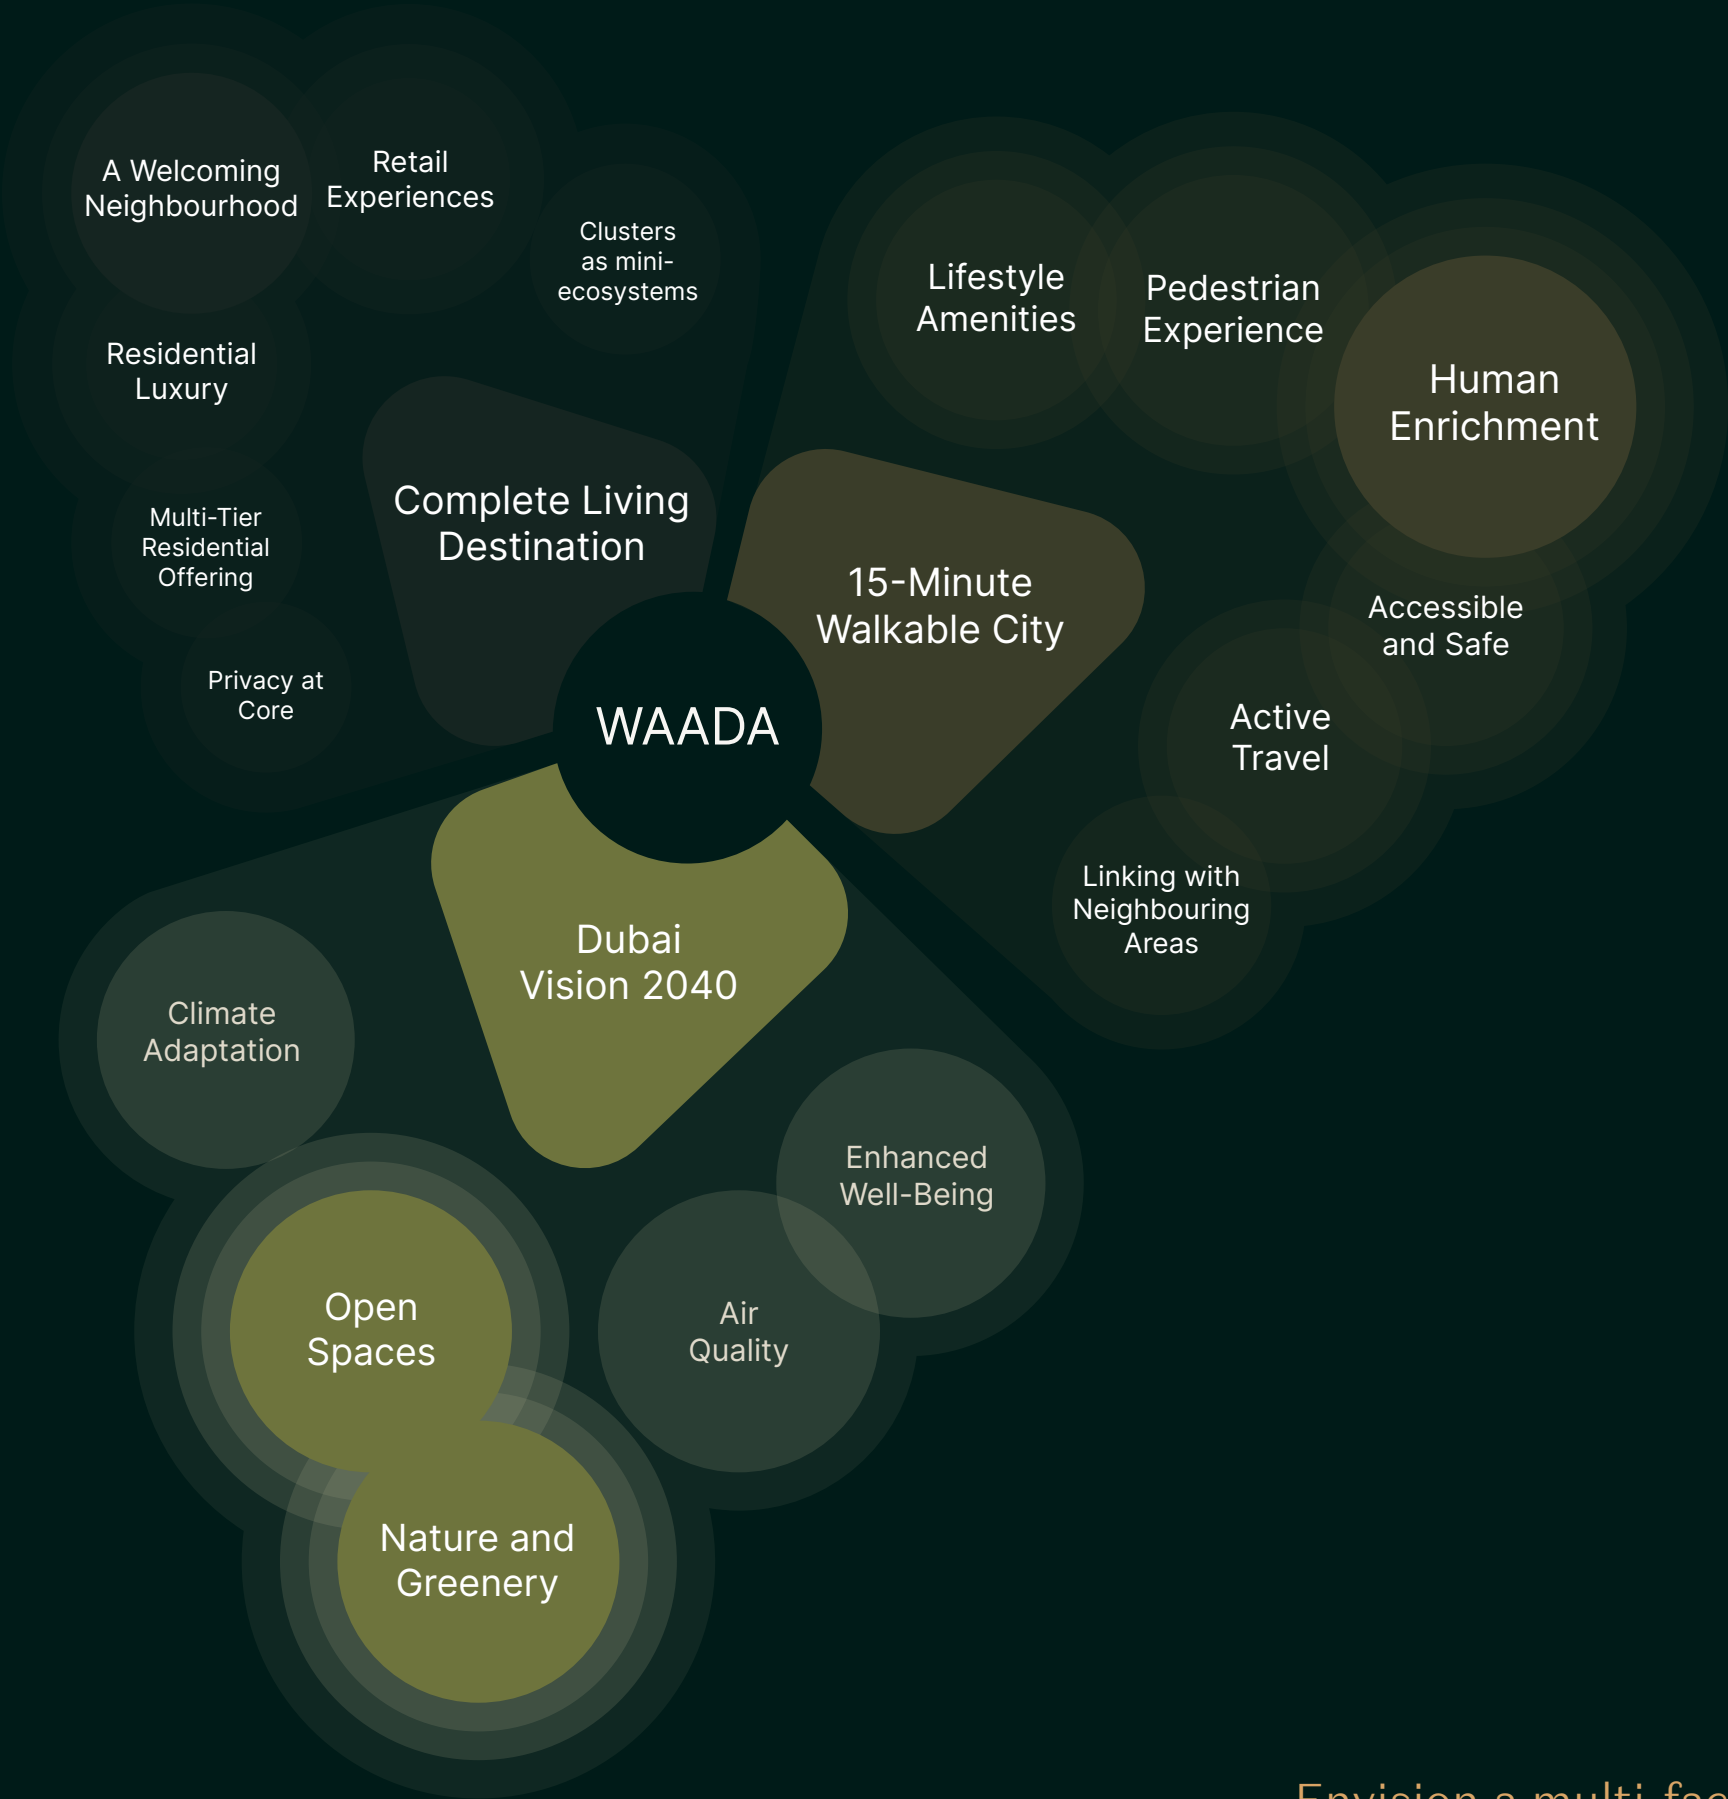 A Welcoming
Neighbourhood
Retail
Experiences
Clusters
as mini-
ecosystems
Residential
Luxury
Multi-Tier
Residential
Offering
Privacy at
Core
Complete Living
Destination
Lifestyle
Amenities
Pedestrian
Experience
Human
Enrichment
15-Minute
Walkable City
Accessible
and Safe
Active
Travel
Linking with
Neighbouring
Areas
WAADA
Dubai
Vision 2040
Climate
Adaptation
Enhanced
Well-Being
Air
Quality
Open
Spaces
Nature and
Greenery
Envision a